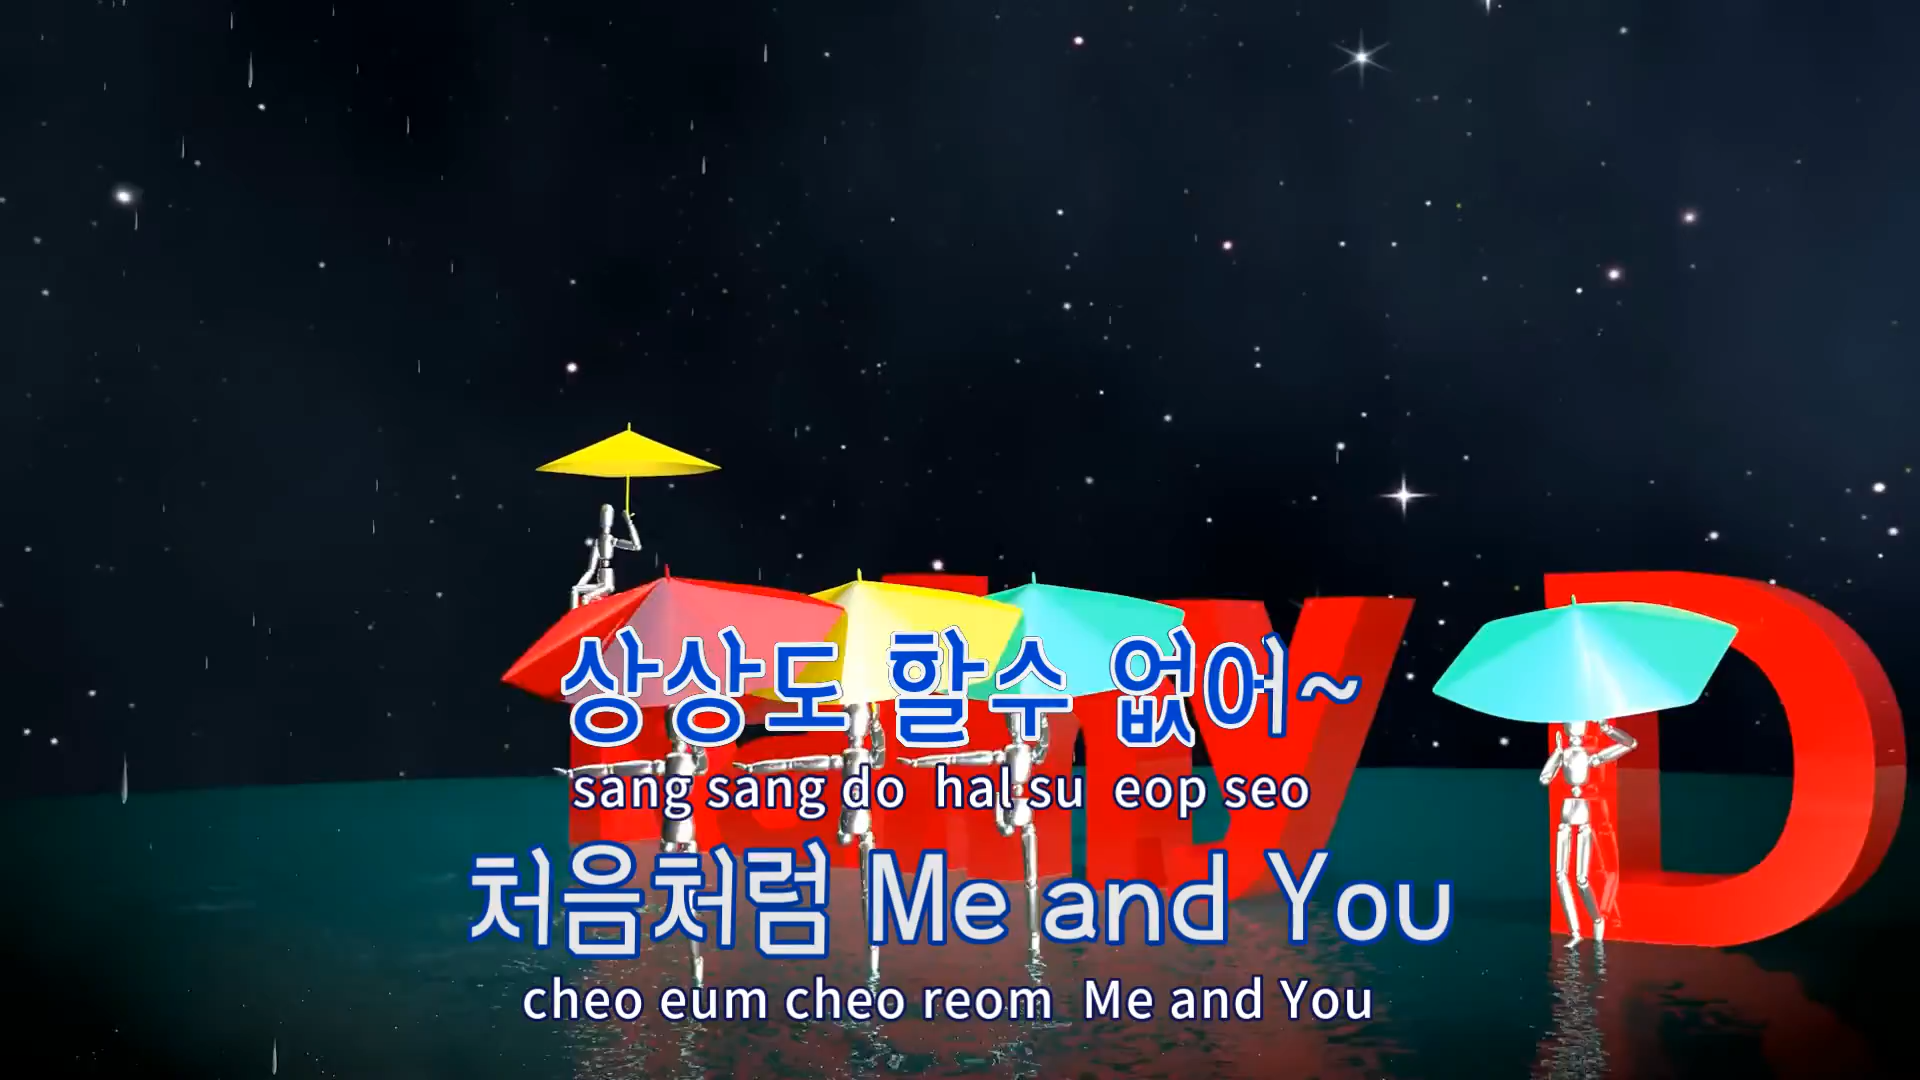 상상도 할수 없어~
sang sang do hal su eop seo
처음처럼 Me and You
cheo eum cheo reom Me and You